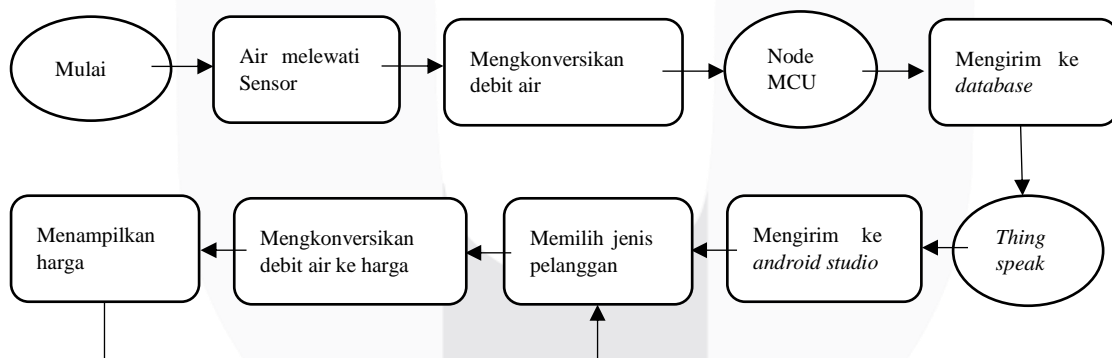 Mulai
Air melewati
Sensor
Mengkonversikan
debit air
Node
MCU
Mengirim ke
database
Menampilkan
harga
Mengkonversikan
debit air ke harga
Memilih jenis
pelanggan
Mengirim ke
android studio
Thing
speak